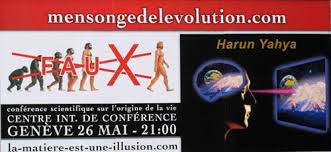 mensongedelevolution.com
FAUX
Harun Yahya
conférence scientifique sur l'origine de la vie
CENTRE INT. DE CONFÉRENCE
GENÈVE 26 MAI - 21:00
la-matiere-est-une-illusion.com